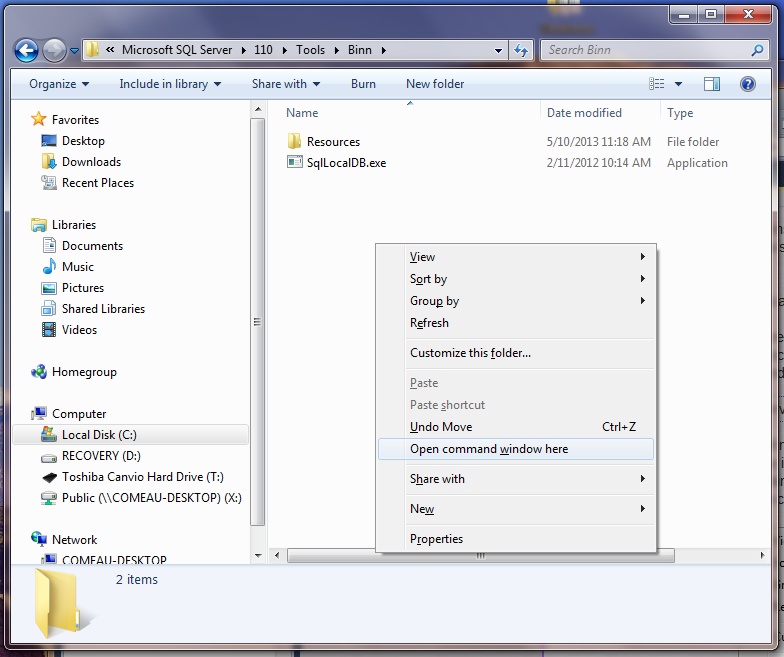 « Microsoft SQL Server ▸ 110 ▸ Tools ▸ Binn ▸
Search Binn
Organize Include in library Share with Burn New folder
Name Date modified Type
Favorites
Desktop
Downloads
Recent Places
Libraries
Documents
Music
Pictures
Shared Libraries
Videos
Homegroup
Computer
Local Disk (C:)
RECOVERY (D:)
Toshiba Canvio Hard Drive (T:)
Public (\\COMEAU-DESKTOP) (X:)
Network
COMEAU-DESKTOP
Resources 5/10/2013 11:18 AM File folder
SqlLocalDB.exe 2/11/2012 10:14 AM Application
View
Sort by
Group by
Refresh
Customize this folder...
Paste
Paste shortcut
Undo Move Ctrl+Z
Open command window here
Share with
New
Properties
2 items